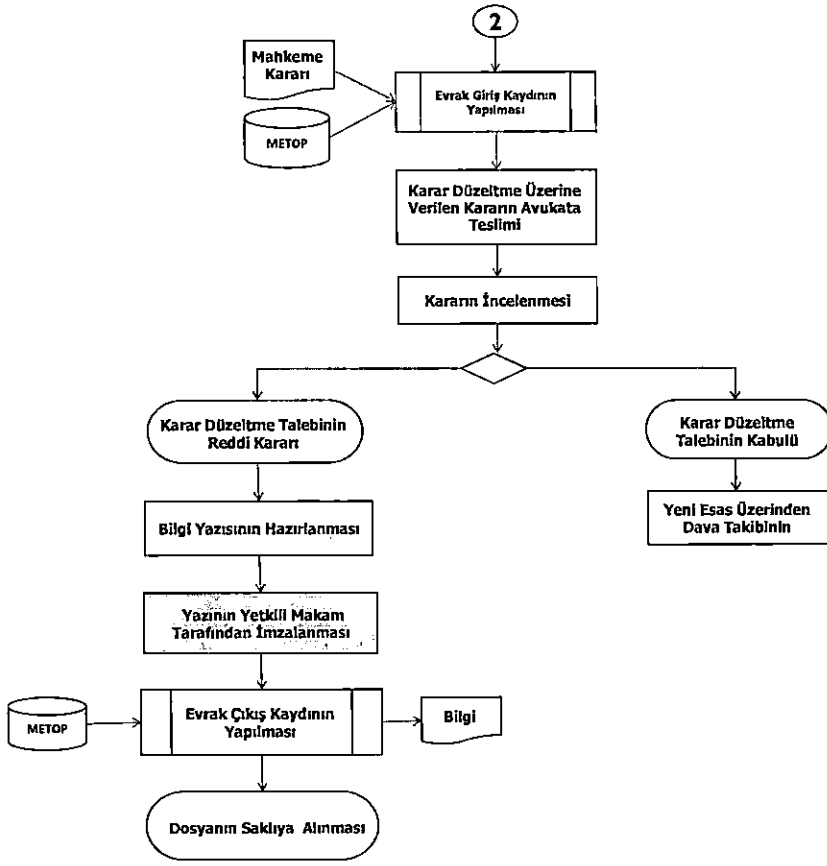 2
Mahkeme
Kararı
Evrak Giriş Kaydının
Yapılması
METOP
Karar Düzeltme Üzerine
Verilen Kararın Avukata
Teslimi
Kararın İncelenmesi
Karar Düzeltme Talebinin
Reddi Kararı
Karar Düzeltme
Talebinin Kabulü
Bilgi Yazısının Hazırlanması
Yeni Esas Üzerinden
Dava Takibinin
Yazının Yetkili Makam
Tarafından İmzalanması
METOP
Evrak Çıkış Kaydının
Yapılması
Bilgi
Dosyanın Saklıya Alınması